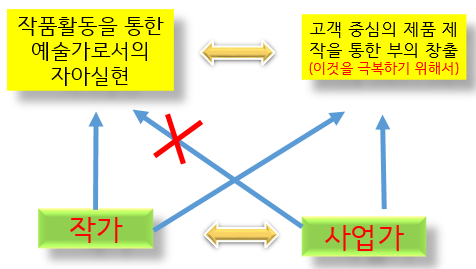 작품활동을 통한
예술가로서의
자아실현
고객 중심의 제품 제
작을 통한 부의 창출
(이것을 극복하기 위해서)
작가
사업가